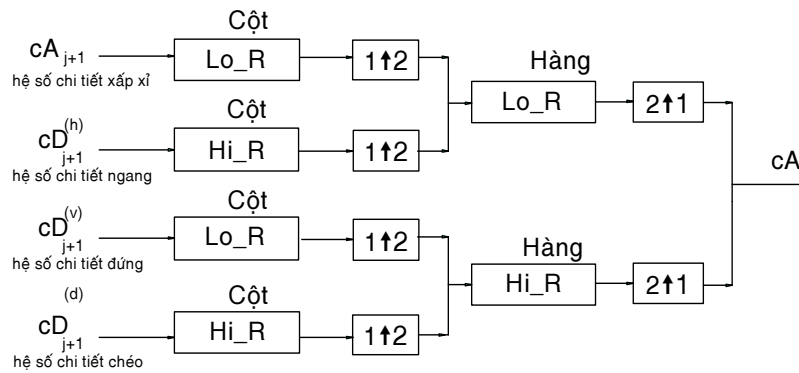 Cột
cA j+1
Lo_R
1↑2
hệ số chi tiết xấp xỉ
Hàng
Lo_R
2↑1
Cột
cD (h) j+1
Hi_R
1↑2
hệ số chi tiết ngang
cA
Cột
cD (v) j+1
Lo_R
1↑2
hệ số chi tiết đứng
Hàng
Hi_R
2↑1
Cột
cD (d) j+1
Hi_R
1↑2
hệ số chi tiết chéo